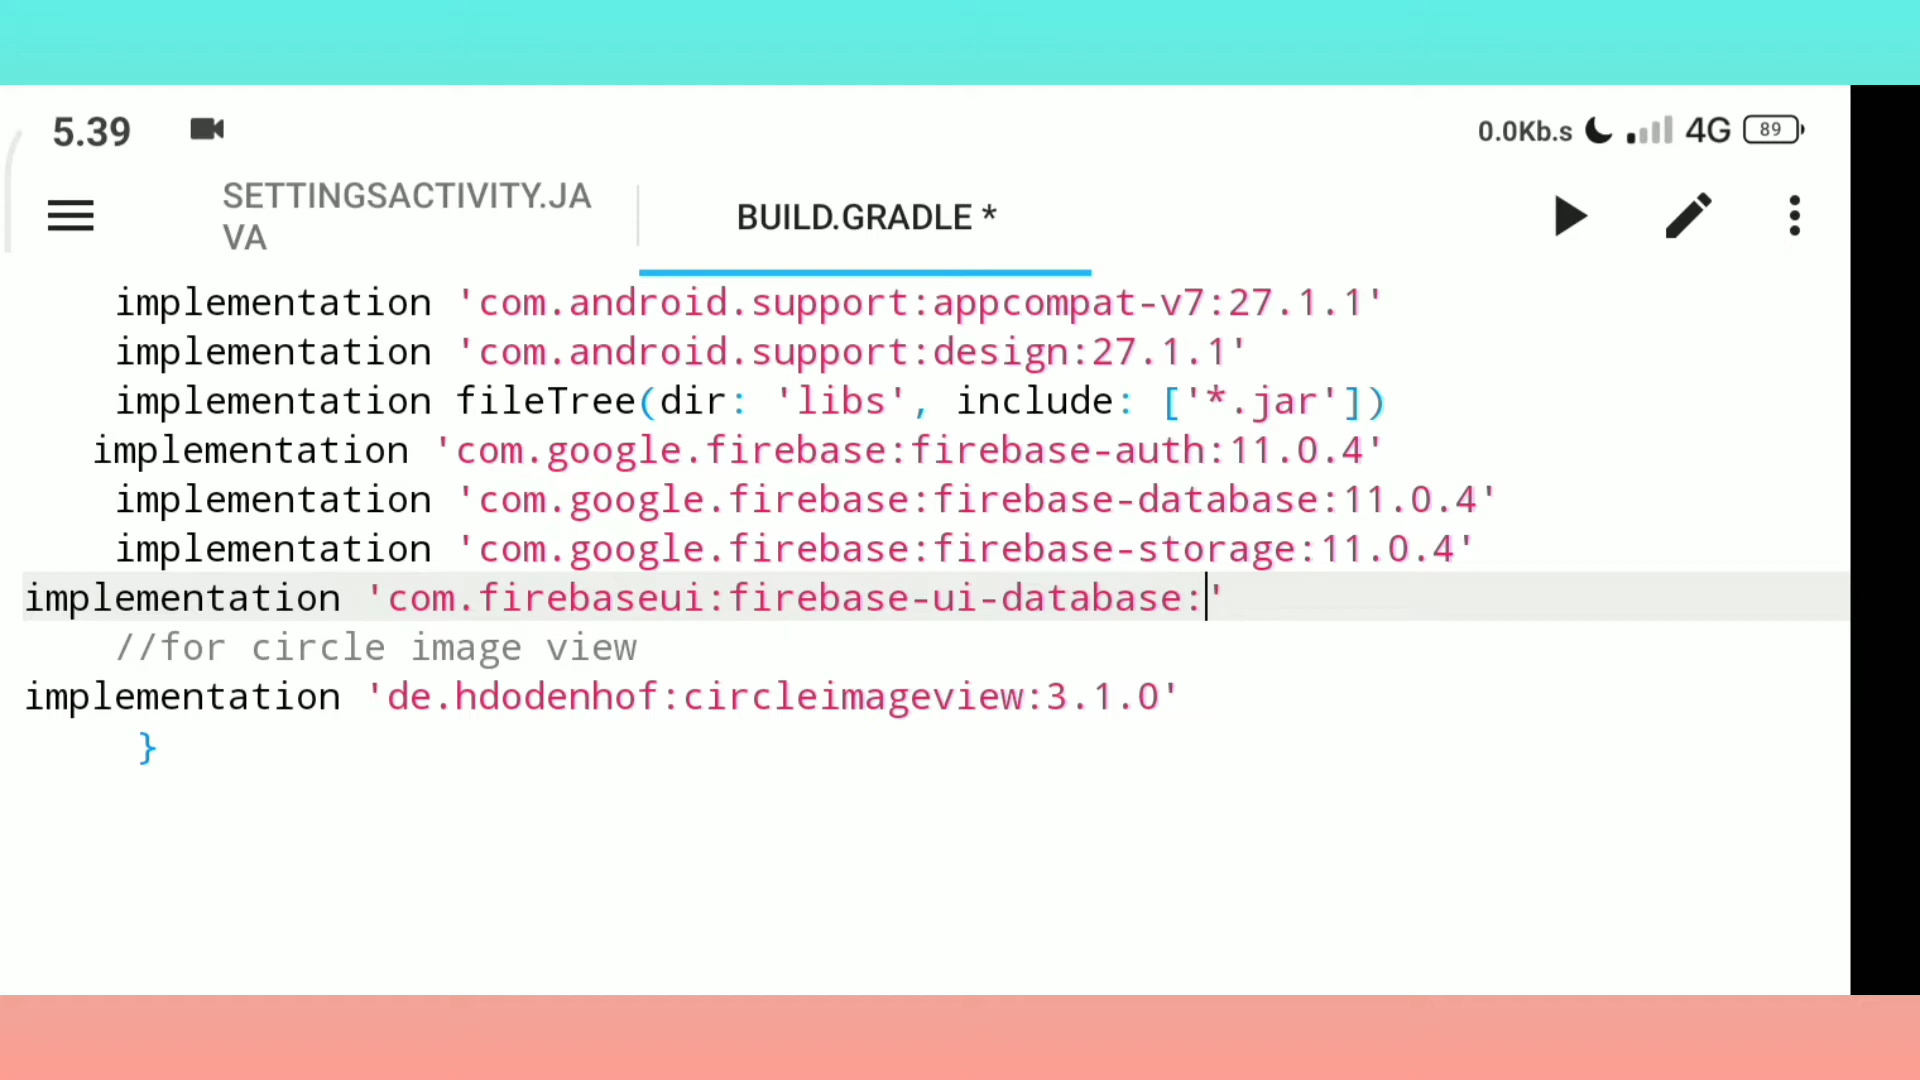 5.39
0.0Kb.s 4G 89
SETTINGSACTIVITY.JA
VA
BUILD.GRADLE *
implementation 'com.android.support:appcompat-v7:27.1.1'
implementation 'com.android.support:design:27.1.1'
implementation fileTree(dir: 'libs', include: ['*.jar'])
implementation 'com.google.firebase:firebase-auth:11.0.4'
implementation 'com.google.firebase:firebase-database:11.0.4'
implementation 'com.google.firebase:firebase-storage:11.0.4'
implementation 'com.firebaseui:firebase-ui-database:'
//for circle image view
implementation 'de.hdodenhof:circleimageview:3.1.0'
}